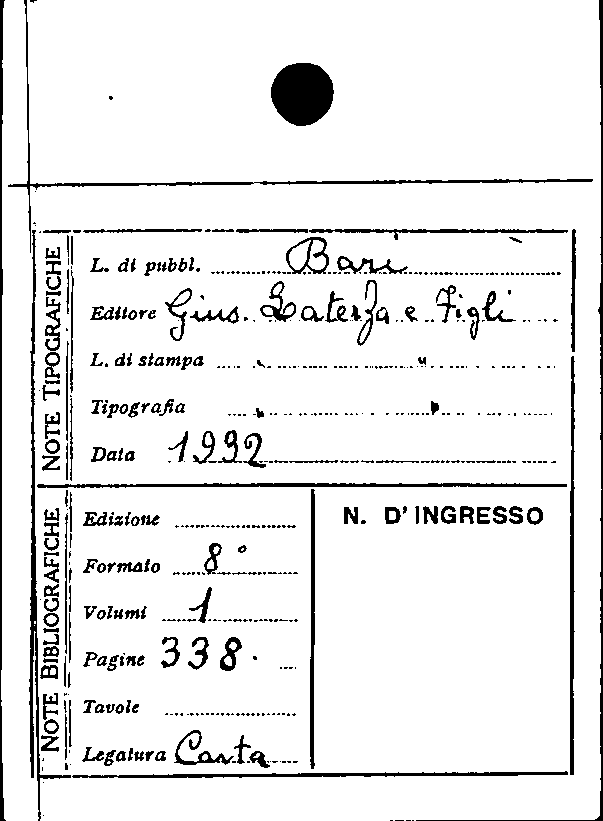 NOTE TIPOGRAFICHE
L. di pubbl. Bari
Editore Gius. Laterza e Figli
L. di stampa " "
Tipografia " "
Data 1992
NOTE BIBLIOGRAFICHE
Edizione
Formato 8°
Volumi 1
Pagine 338.
Tavole
Legatura Carta
N. D'INGRESSO